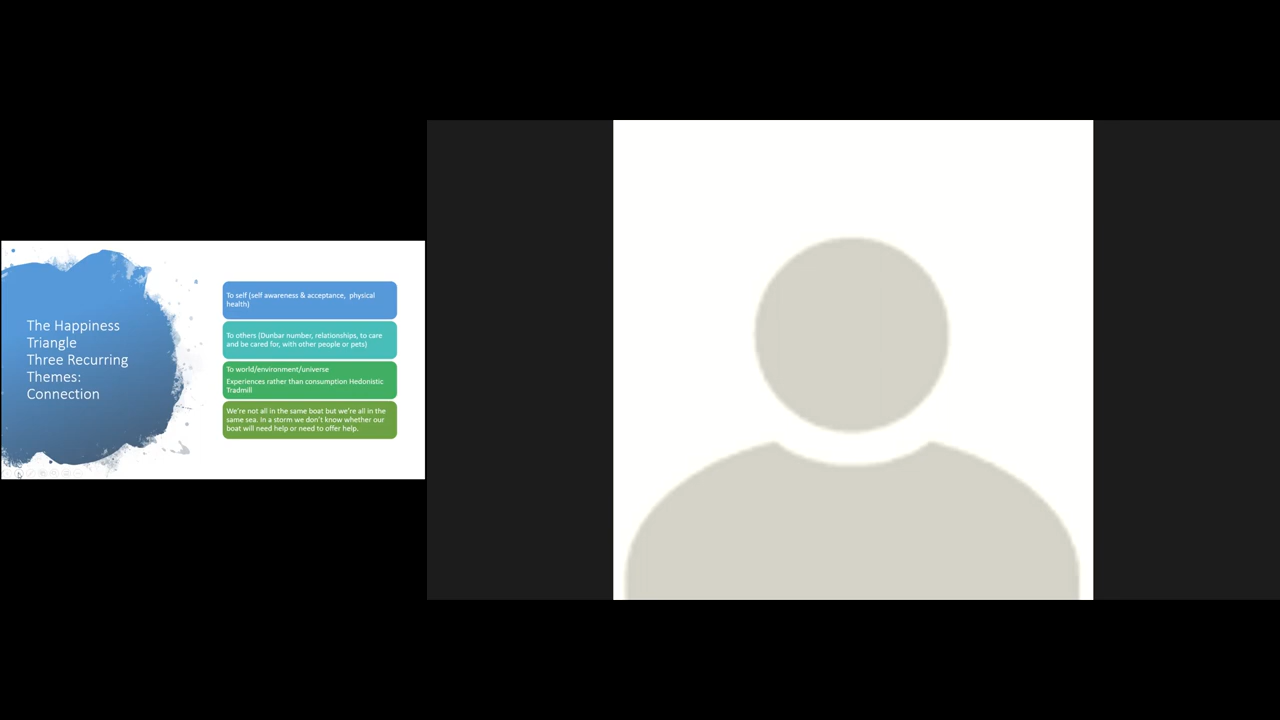 The Happiness
Triangle
Three Recurring
Themes:
Connection
To self (self awareness & acceptance, physical
health)
To others (Dunbar number, relationships, to care
and be cared for, with other people or pets)
To world/environment/universe
Experiences rather than consumption Hedonistic
Tradmill
We're not all in the same boat but we're all in the
same sea. In a storm we don't know whether our
boat will need help or need to offer help.